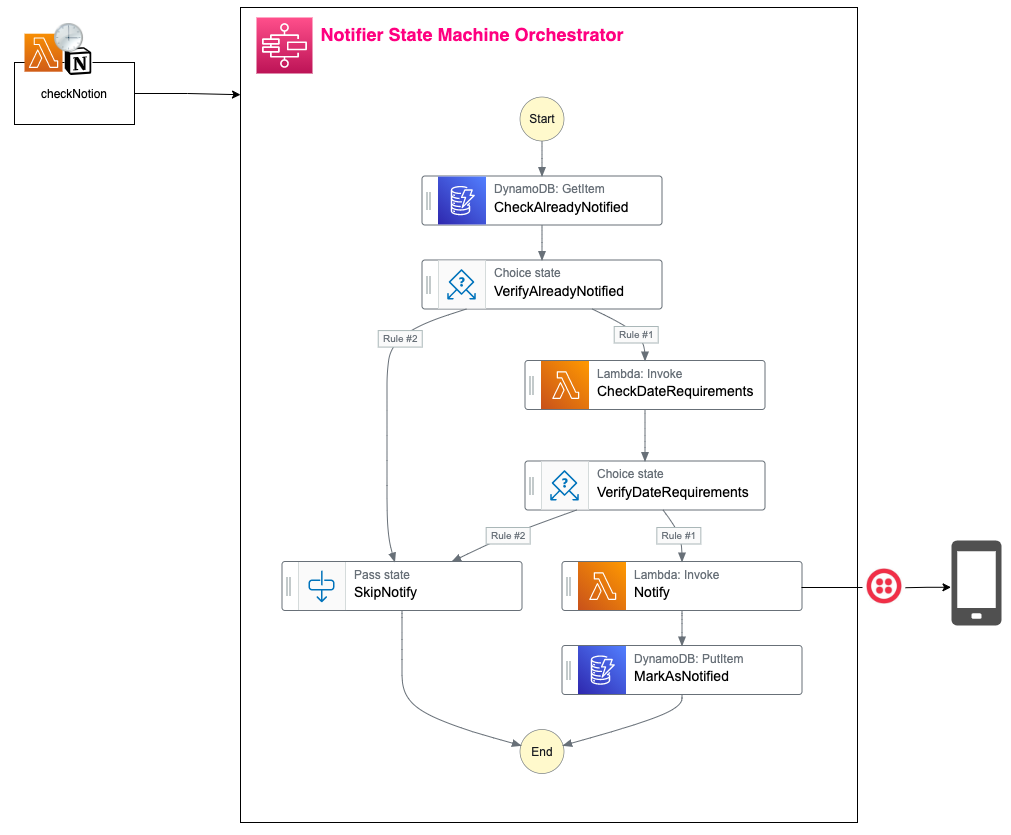 Notifier State Machine Orchestrator
N
checkNotion
Start
DynamoDB: GetItem
CheckAlreadyNotified
Choice state
VerifyAlreadyNotified
Rule #2
Rule #1
Lambda: Invoke
CheckDateRequirements
Choice state
VerifyDateRequirements
Rule #2
Rule #1
Pass state
SkipNotify
Lambda: Invoke
Notify
DynamoDB: PutItem
MarkAsNotified
End